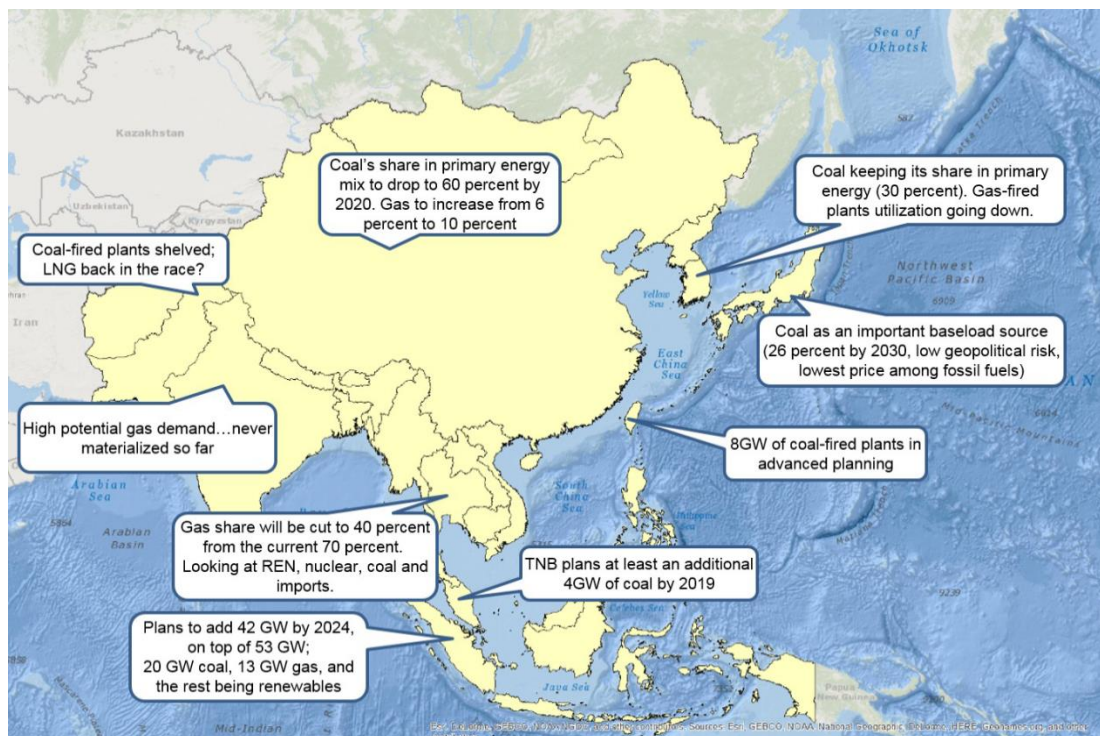 Sea of
Okhotsk
Kazakhstan
Coal's share in primary energy
mix to drop to 60 percent by
2020. Gas to increase from 6
percent to 10 percent
Coal keeping its share in primary
energy (30 percent). Gas-fired
plants utilization going down.
Uzbekistan
Kyrgyzstan
Coal-fired plants shelved;
LNG back in the race?
Northwest
Pacific Basin
6909
Iran
Yellow
Sea
Coal as an important baseload source
(26 percent by 2030, low geopolitical risk,
lowest price among fossil fuels)
East
China
Sea
High potential gas demand…never
materialized so far
8GW of coal-fired plants in
advanced planning
Arabian
Sea
South
China
Sea
Arabian
Basin
Gas share will be cut to 40 percent
from the current 70 percent.
Looking at REN, nuclear, coal and
imports.
TNB plans at least an additional
4GW of coal by 2019
9239
Celebes Sea
Plans to add 42 GW by 2024,
on top of 53 GW;
20 GW coal, 13 GW gas, and
the rest being renewables
Java Sea
Papua
New Guinea
Mid-Indian